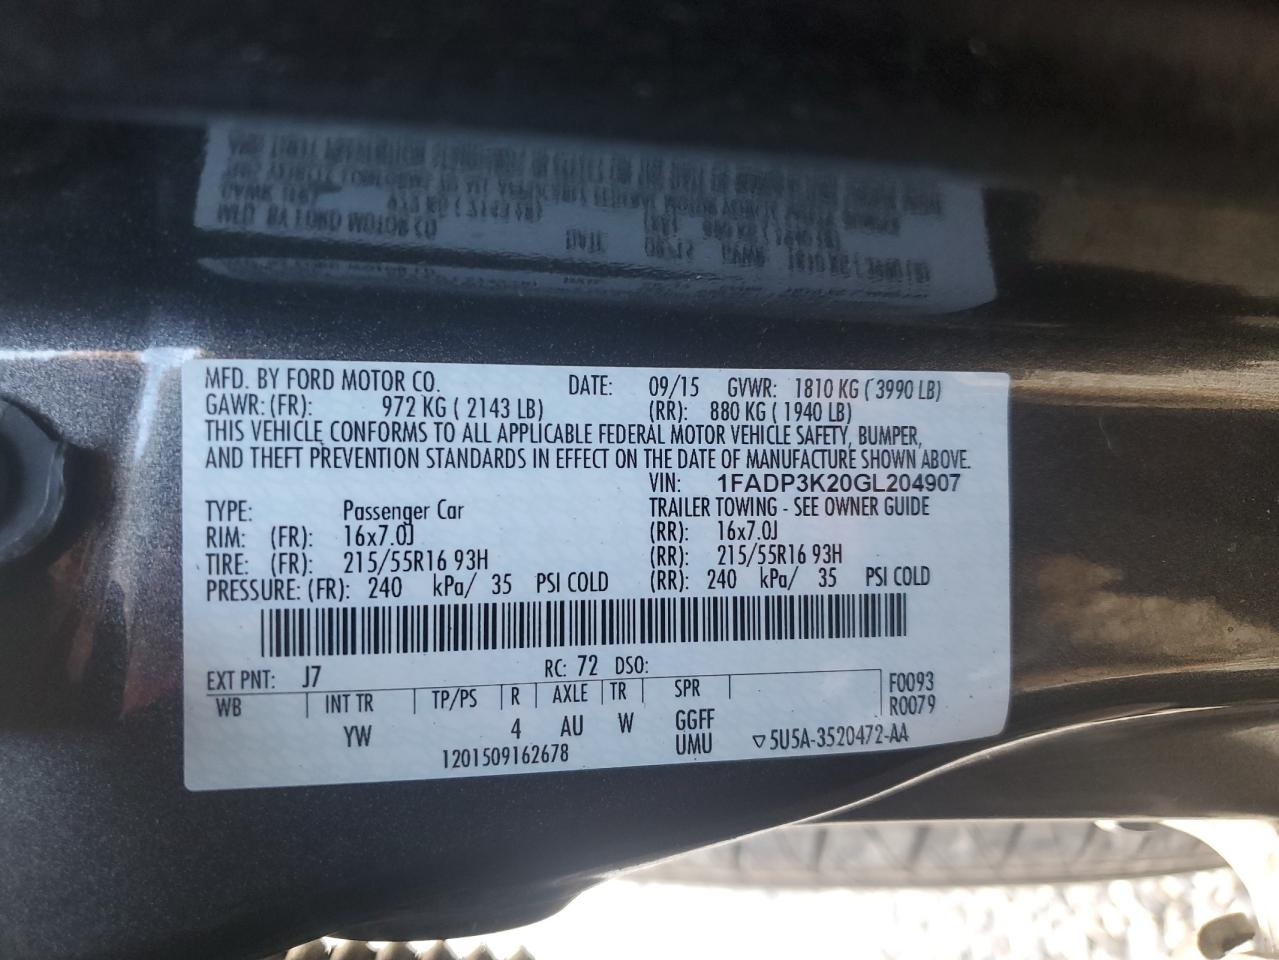 MFD. BY FORD MOTOR CO. DATE: 09/15 GVWR: 1810 KG ( 3990 LB)
GAWR: (FR): 972 KG ( 2143 LB) (RR): 880 KG ( 1940 LB)
THIS VEHICLE CONFORMS TO ALL APPLICABLE FEDERAL MOTOR VEHICLE SAFETY, BUMPER,
AND THEFT PREVENTION STANDARDS IN EFFECT ON THE DATE OF MANUFACTURE SHOWN ABOVE.
VIN: 1FADP3K20GL204907
TYPE: Passenger Car TRAILER TOWING - SEE OWNER GUIDE
RIM: (FR): 16x7.0J (RR): 16x7.0J
TIRE: (FR): 215/55R16 93H (RR): 215/55R16 93H
PRESSURE: (FR): 240 kPa/ 35 PSI COLD (RR): 240 kPa/ 35 PSI COLD
EXT PNT: J7 RC: 72 DSO:
WB INT TR TP/PS R AXLE TR SPR F0093
R0079
YW 4 AU W GGFF
1201509162678 UMU ▽5U5A-3520472-AA